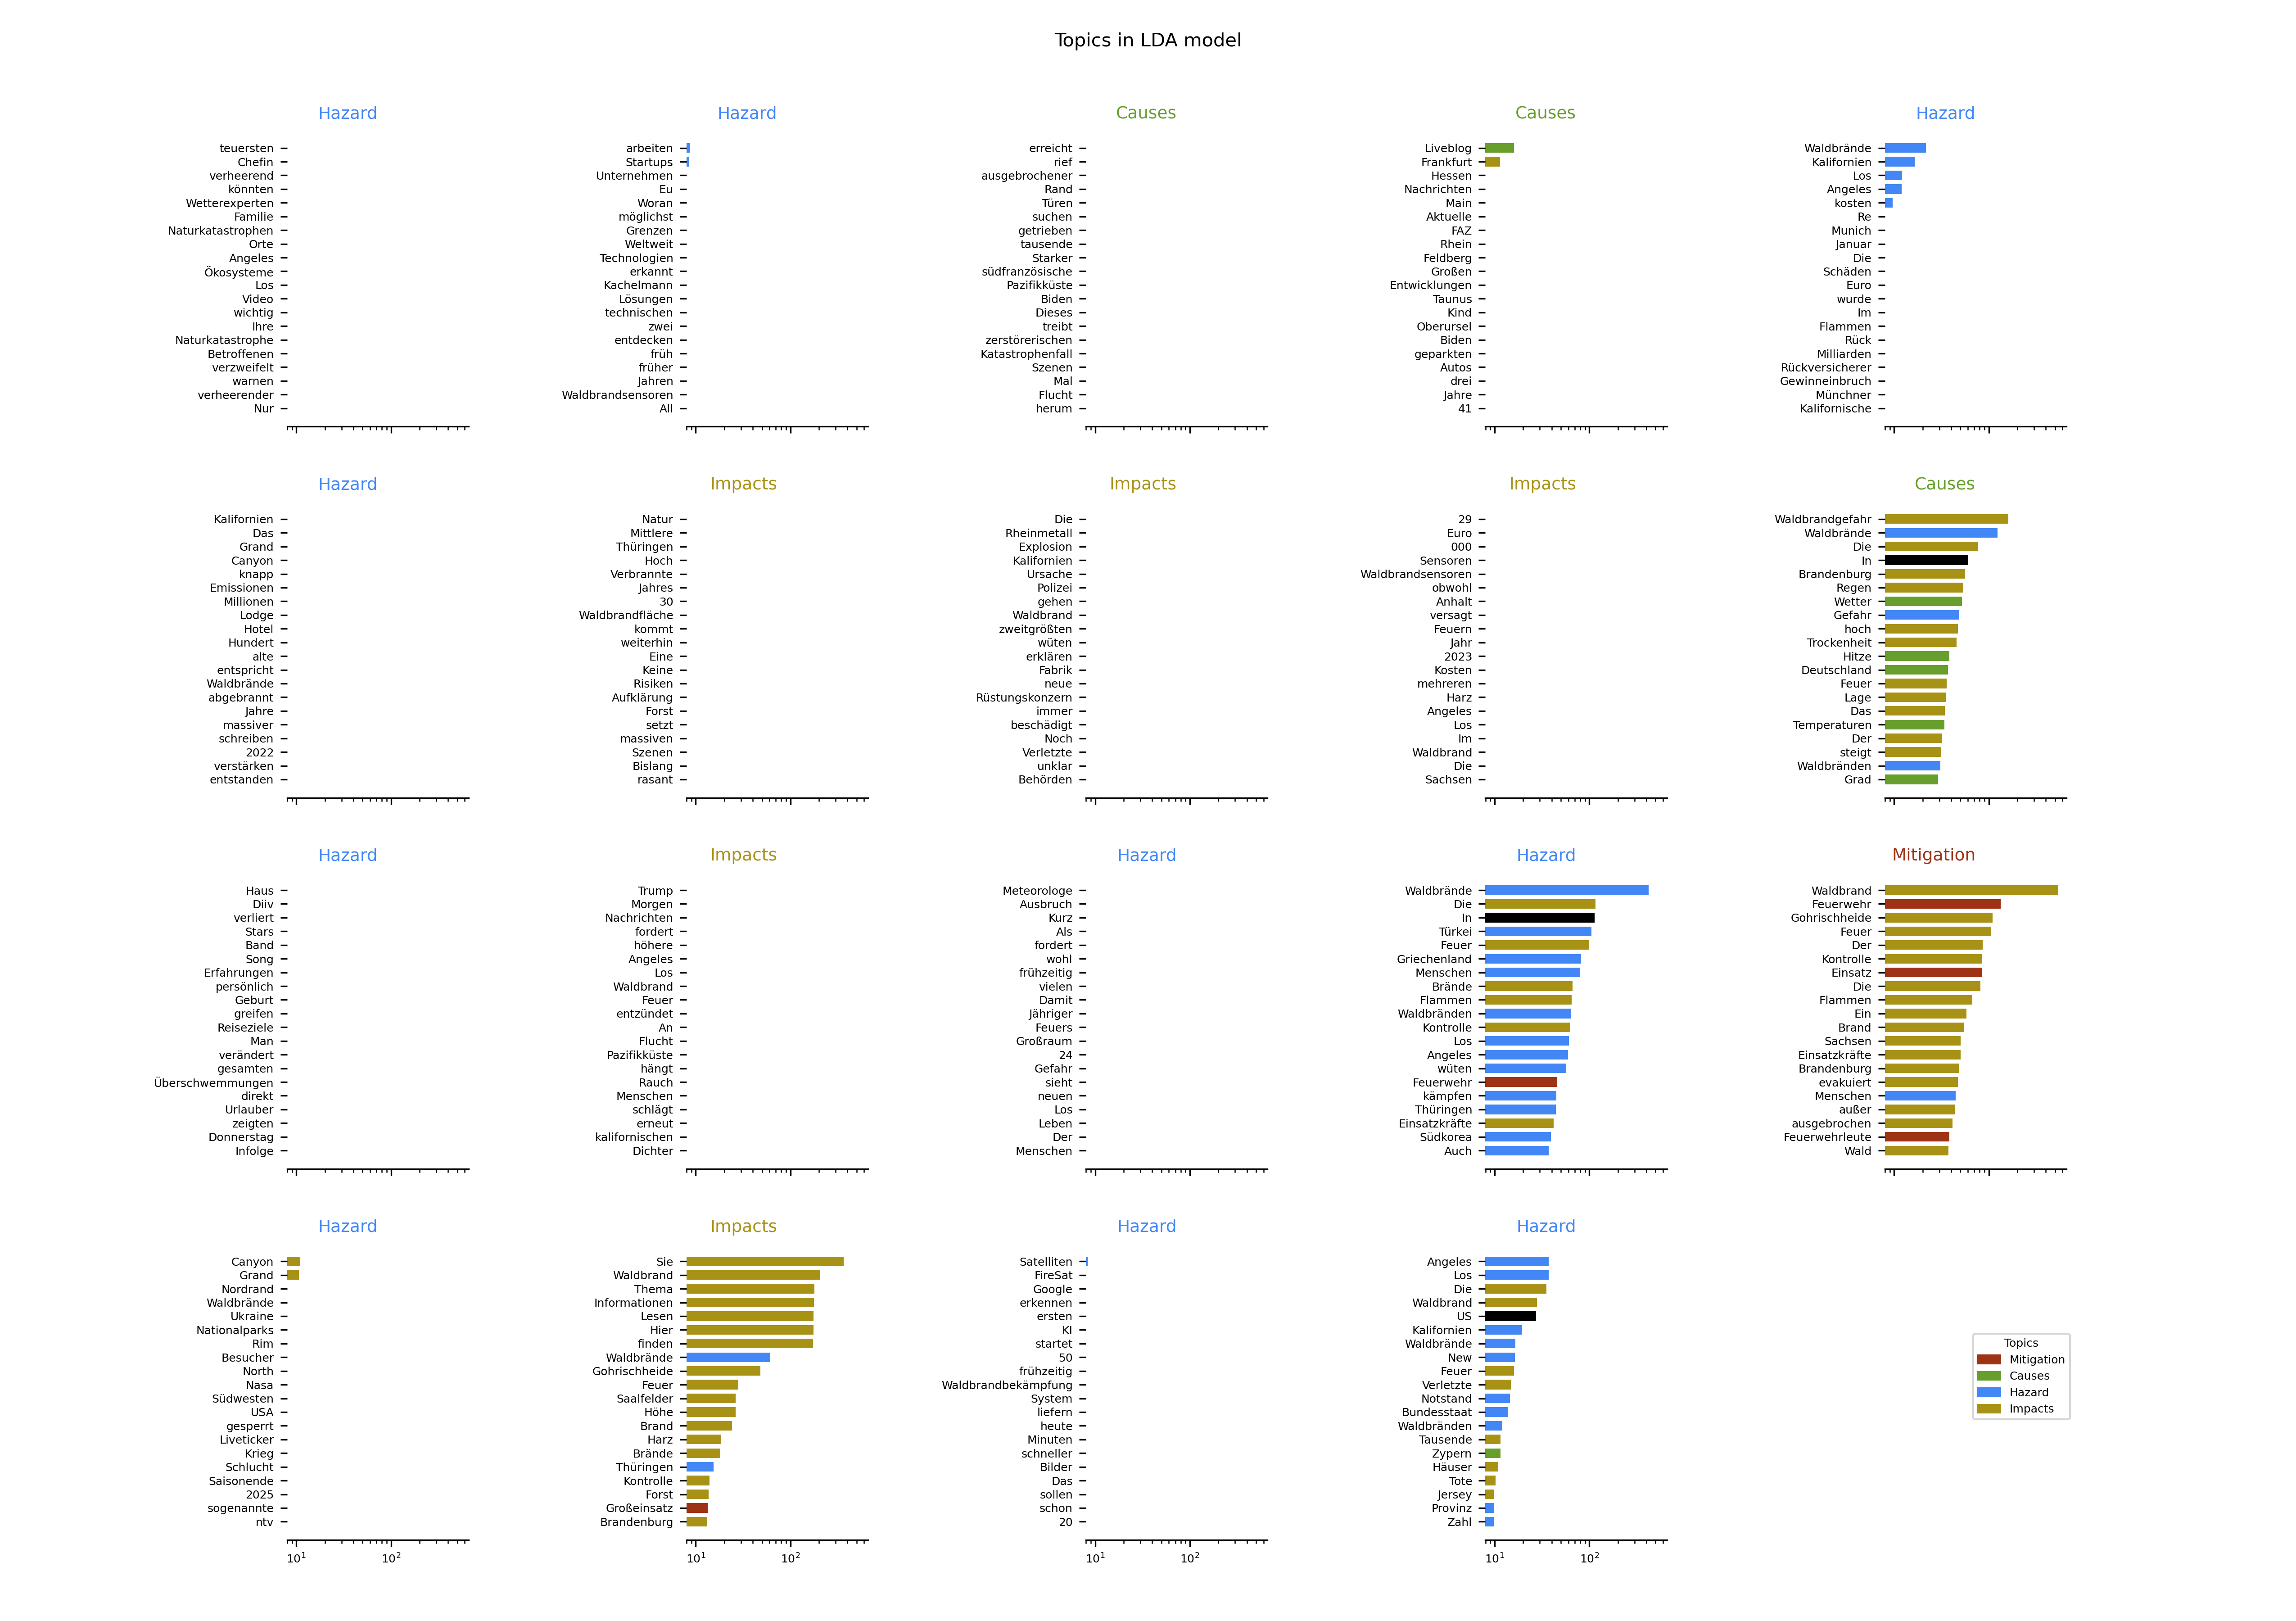 Topics in LDA model
Hazard
teuersten
Chefin
verheerend
könnten
Wetterexperten
Familie
Naturkatastrophen
Orte
Angeles
Ökosysteme
Los
Video
wichtig
Ihre
Naturkatastrophe
Betroffenen
verzweifelt
warnen
verheerender
Nur
Hazard
arbeiten
Startups
Unternehmen
Eu
Woran
möglichst
Grenzen
Weltweit
Technologien
erkannt
Kachelmann
Lösungen
technischen
zwei
entdecken
früh
früher
Jahren
Waldbrandsensoren
All
Causes
erreicht
rief
ausgebrochener
Rand
Türen
suchen
getrieben
tausende
Starker
südfranzösische
Pazifikküste
Biden
Dieses
treibt
zerstörerischen
Katastrophenfall
Szenen
Mal
Flucht
herum
Causes
Liveblog
Frankfurt
Hessen
Nachrichten
Main
Aktuelle
FAZ
Rhein
Feldberg
Großen
Entwicklungen
Taunus
Kind
Oberursel
Biden
geparkten
Autos
drei
Jahre
41
Hazard
Waldbrände
Kalifornien
Los
Angeles
kosten
Re
Munich
Januar
Die
Schäden
Euro
wurde
Im
Flammen
Rück
Milliarden
Rückversicherer
Gewinneinbruch
Münchner
Kalifornische
Hazard
Kalifornien
Das
Grand
Canyon
knapp
Emissionen
Millionen
Lodge
Hotel
Hundert
alte
entspricht
Waldbrände
abgebrannt
Jahre
massiver
schreiben
2022
verstärken
entstanden
Impacts
Natur
Mittlere
Thüringen
Hoch
Verbrannte
Jahres
30
Waldbrandfläche
kommt
weiterhin
Eine
Keine
Risiken
Aufklärung
Forst
setzt
massiven
Szenen
Bislang
rasant
Impacts
Die
Rheinmetall
Explosion
Kalifornien
Ursache
Polizei
gehen
Waldbrand
zweitgrößten
wüten
erklären
Fabrik
neue
Rüstungskonzern
immer
beschädigt
Noch
Verletzte
unklar
Behörden
Impacts
29
Euro
000
Sensoren
Waldbrandsensoren
obwohl
Anhalt
versagt
Feuern
Jahr
2023
Kosten
mehreren
Harz
Angeles
Los
Im
Waldbrand
Die
Sachsen
Causes
Waldbrandgefahr
Waldbrände
Die
In
Brandenburg
Regen
Wetter
Gefahr
hoch
Trockenheit
Hitze
Deutschland
Feuer
Lage
Das
Temperaturen
Der
steigt
Waldbränden
Grad
Hazard
Haus
Diiv
verliert
Stars
Band
Song
Erfahrungen
persönlich
Geburt
greifen
Reiseziele
Man
verändert
gesamten
Überschwemmungen
direkt
Urlauber
zeigten
Donnerstag
Infolge
Impacts
Trump
Morgen
Nachrichten
fordert
höhere
Angeles
Los
Waldbrand
Feuer
entzündet
An
Flucht
Pazifikküste
hängt
Rauch
Menschen
schlägt
erneut
kalifornischen
Dichter
Hazard
Meteorologe
Ausbruch
Kurz
Als
fordert
wohl
frühzeitig
vielen
Damit
Jähriger
Feuers
Großraum
24
Gefahr
sieht
neuen
Los
Leben
Der
Menschen
Hazard
Waldbrände
Die
In
Türkei
Feuer
Griechenland
Menschen
Brände
Flammen
Waldbränden
Kontrolle
Los
Angeles
wüten
Feuerwehr
kämpfen
Thüringen
Einsatzkräfte
Südkorea
Auch
Mitigation
Waldbrand
Feuerwehr
Gohrischheide
Feuer
Der
Kontrolle
Einsatz
Die
Flammen
Ein
Brand
Sachsen
Einsatzkräfte
Brandenburg
evakuiert
Menschen
außer
ausgebrochen
Feuerwehrleute
Wald
Hazard
Canyon
Grand
Nordrand
Waldbrände
Ukraine
Nationalparks
Rim
Besucher
North
Nasa
Südwesten
USA
gesperrt
Liveticker
Krieg
Schlucht
Saisonende
2025
sogenannte
ntv
10¹ 10²
Impacts
Sie
Waldbrand
Thema
Informationen
Lesen
Hier
finden
Waldbrände
Gohrischheide
Feuer
Saalfelder
Höhe
Brand
Harz
Brände
Thüringen
Kontrolle
Forst
Großeinsatz
Brandenburg
10¹ 10²
Hazard
Satelliten
FireSat
Google
erkennen
ersten
KI
startet
50
frühzeitig
Waldbrandbekämpfung
System
liefern
heute
Minuten
schneller
Bilder
Das
sollen
schon
20
10¹ 10²
Hazard
Angeles
Los
Die
Waldbrand
US
Kalifornien
Waldbrände
New
Feuer
Verletzte
Notstand
Bundesstaat
Waldbränden
Tausende
Zypern
Häuser
Tote
Jersey
Provinz
Zahl
10¹ 10²
Topics
Mitigation
Causes
Hazard
Impacts